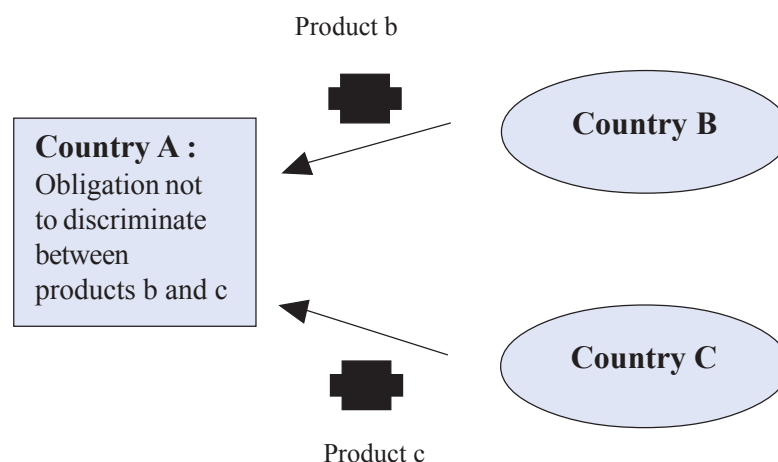 Product b
Country B
Country A :
Obligation not
to discriminate
between
products b and c
Country C
Product c